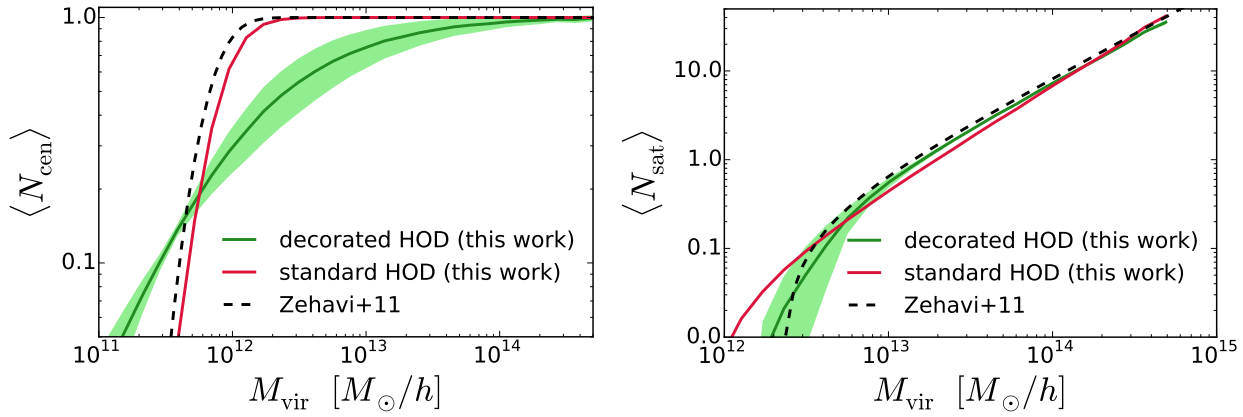 1.0
0.1
⟨N_cen⟩
decorated HOD (this work)
standard HOD (this work)
Zehavi+11
10^11 10^12 10^13 10^14
M_vir [M_⊙/h]
10.0
1.0
0.1
0.0
⟨N_sat⟩
decorated HOD (this work)
standard HOD (this work)
Zehavi+11
10^12 10^13 10^14 10^15
M_vir [M_⊙/h]